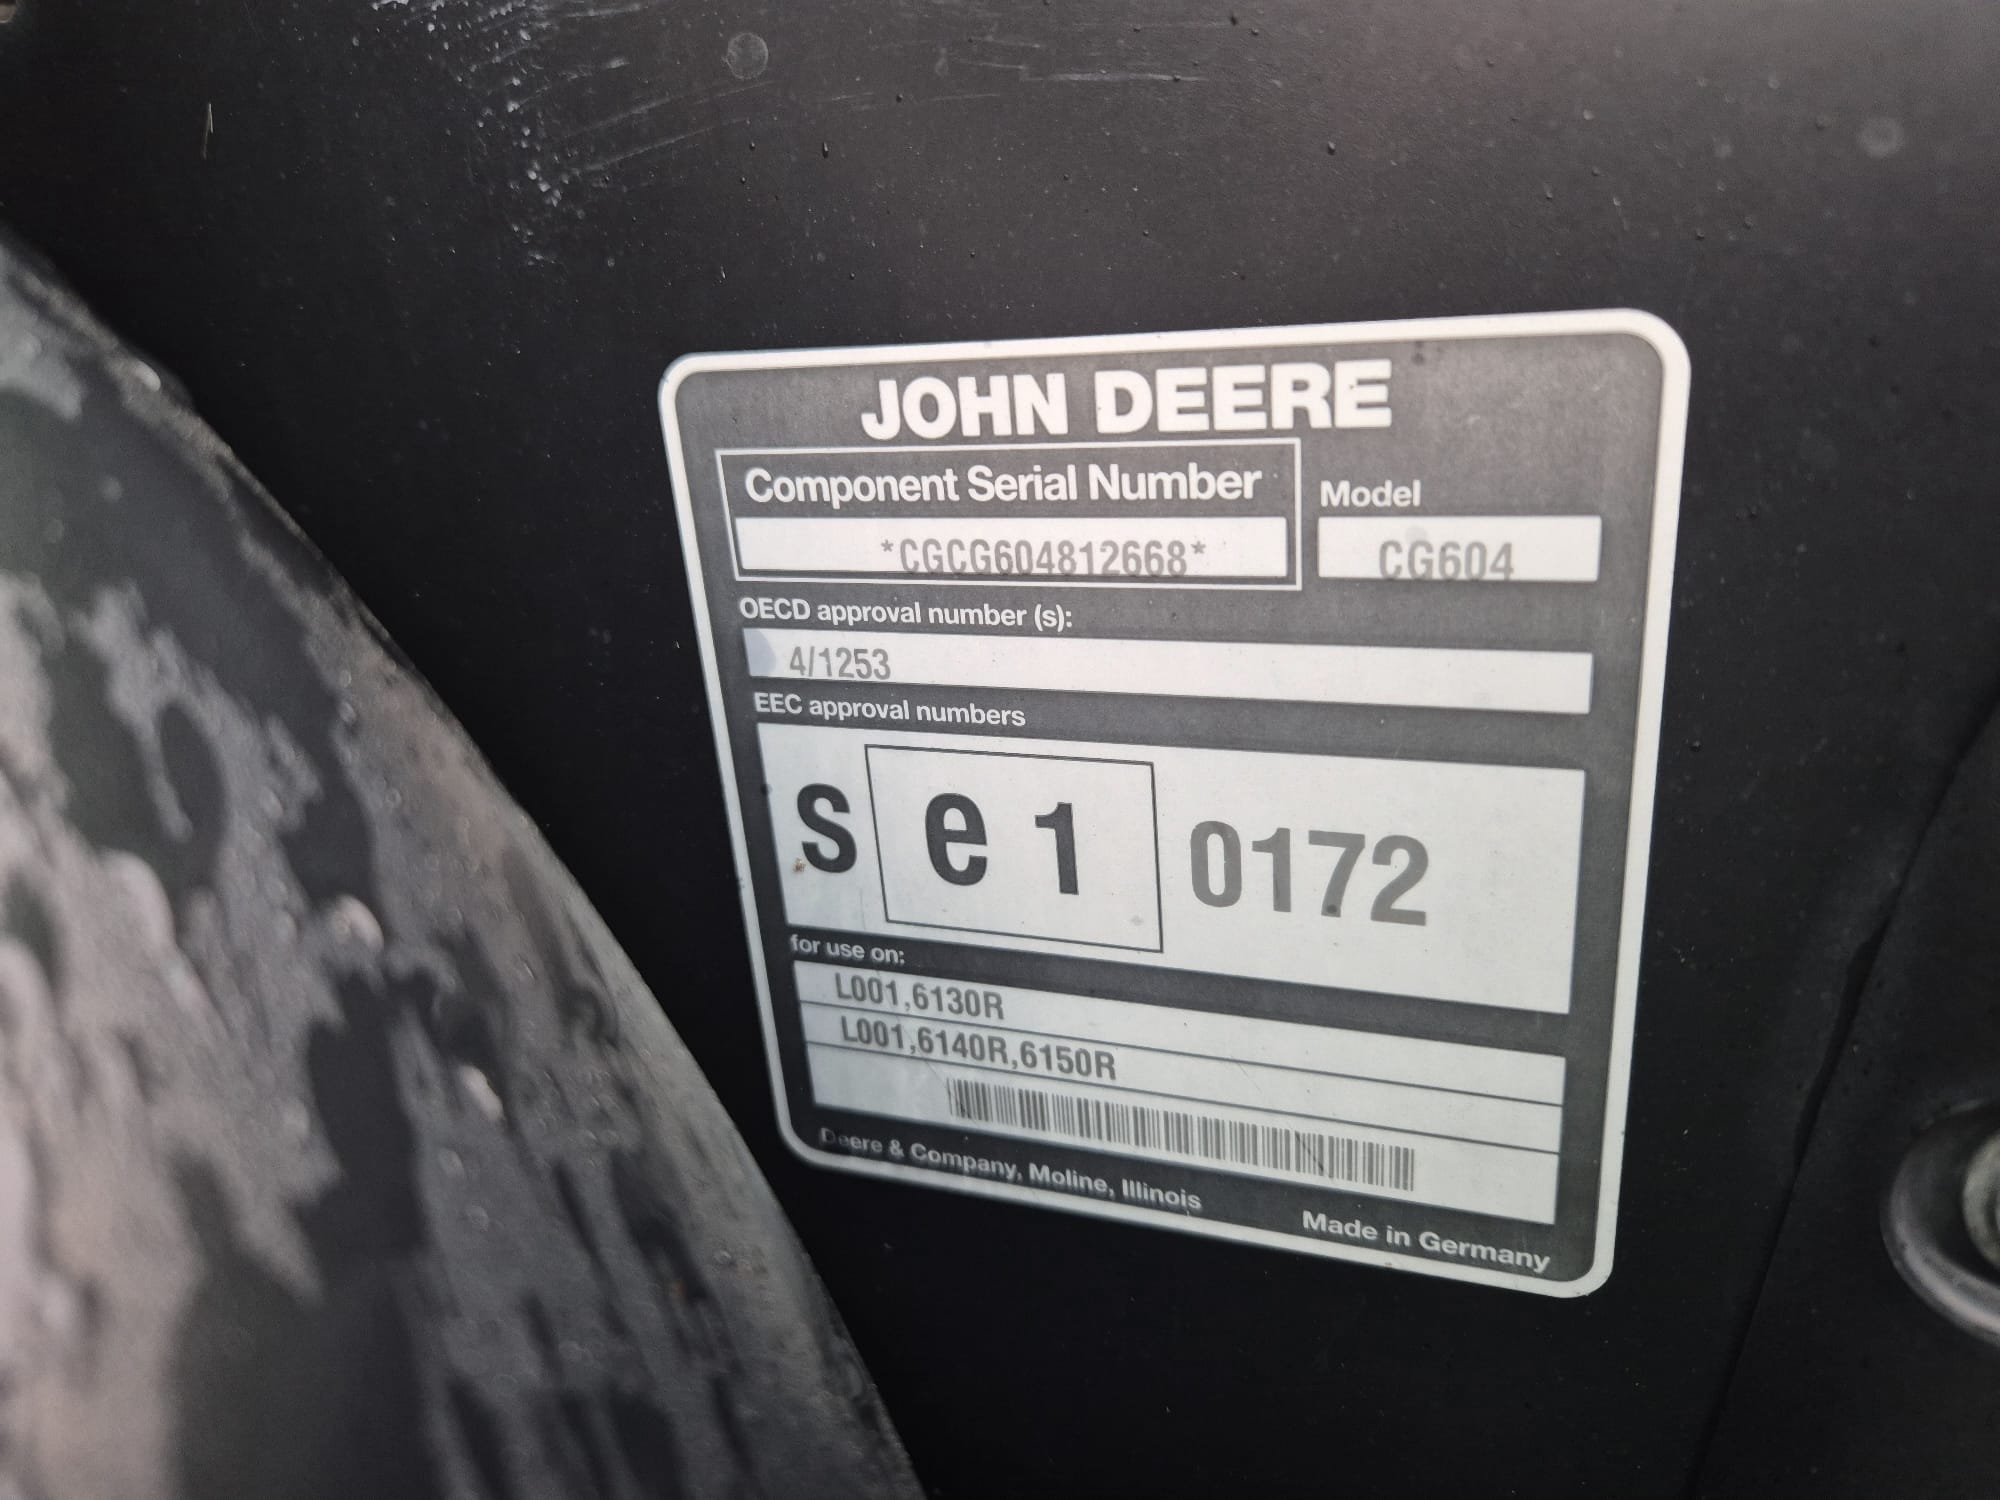 JOHN DEERE
Component Serial Number
Model
*CGCG604812668*
CG604
OECD approval number (s):
4/1253
EEC approval numbers
S e 1 0172
for use on:
L001,6130R
L001,6140R,6150R
Deere & Company, Moline, Illinois
Made in Germany